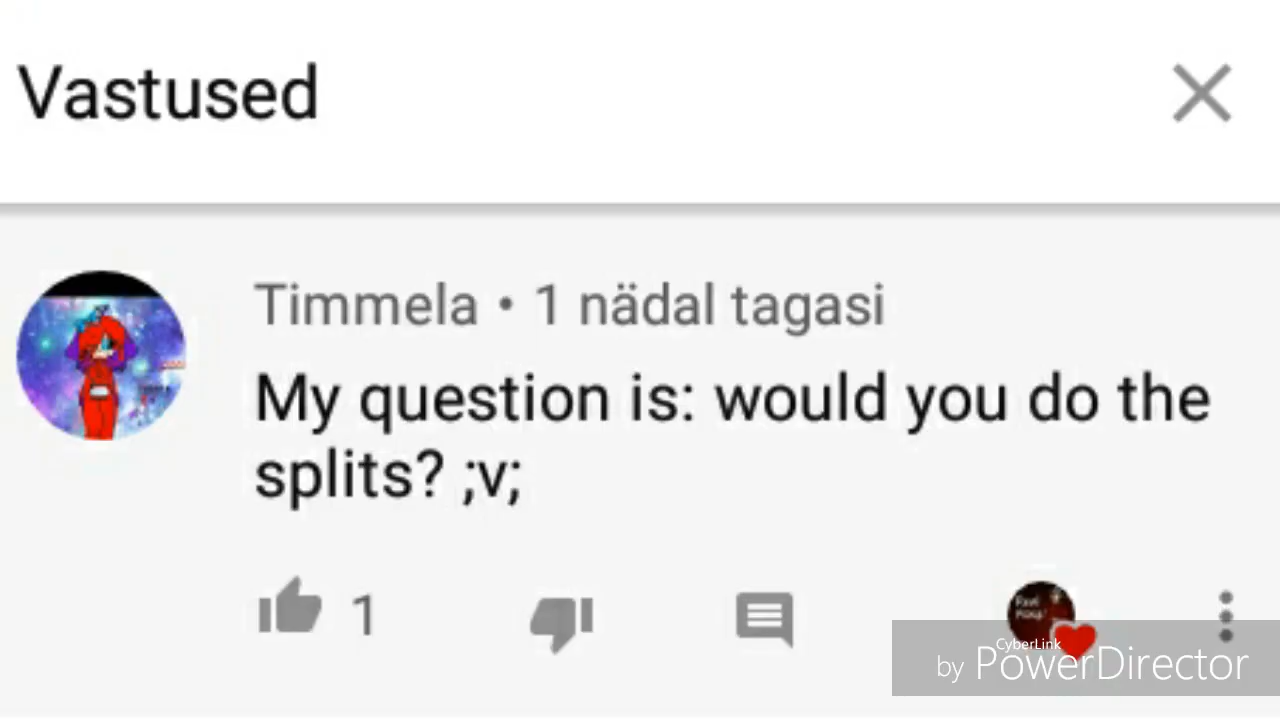 Vastused
Timmela • 1 nädal tagasi
My question is: would you do the
splits? ;v;
1
CyberLink
by PowerDirector